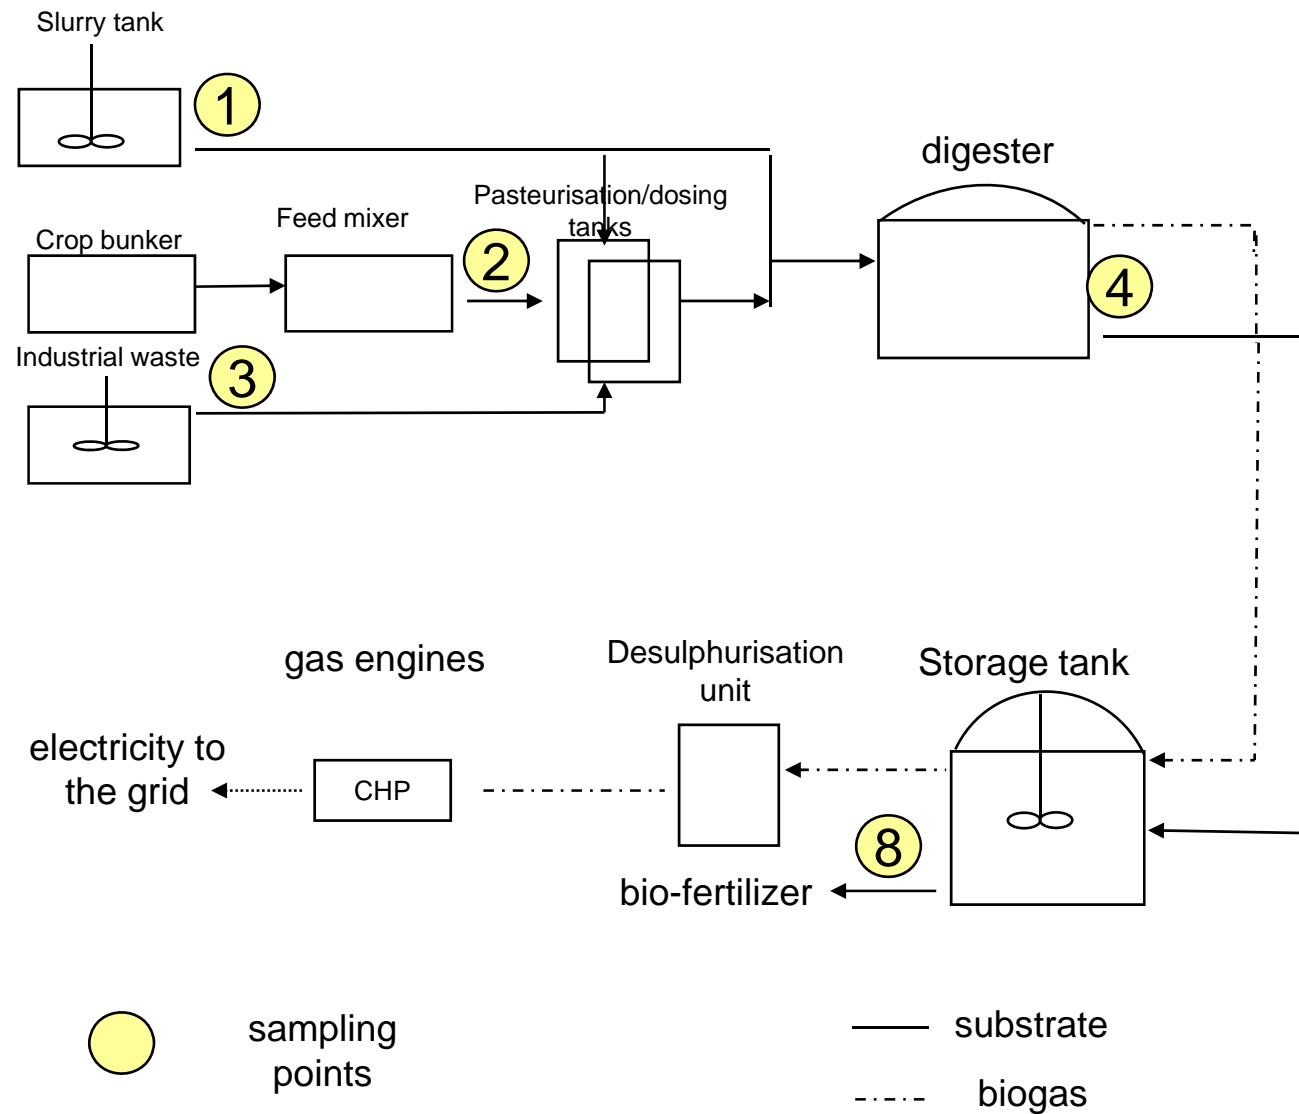 Slurry tank
1
digester
Pasteurisation/dosing
tanks
Feed mixer
Crop bunker
2
4
Industrial waste
3
gas engines
Desulphurisation
unit
Storage tank
electricity to
the grid
CHP
8
bio-fertilizer
sampling
points
substrate
biogas